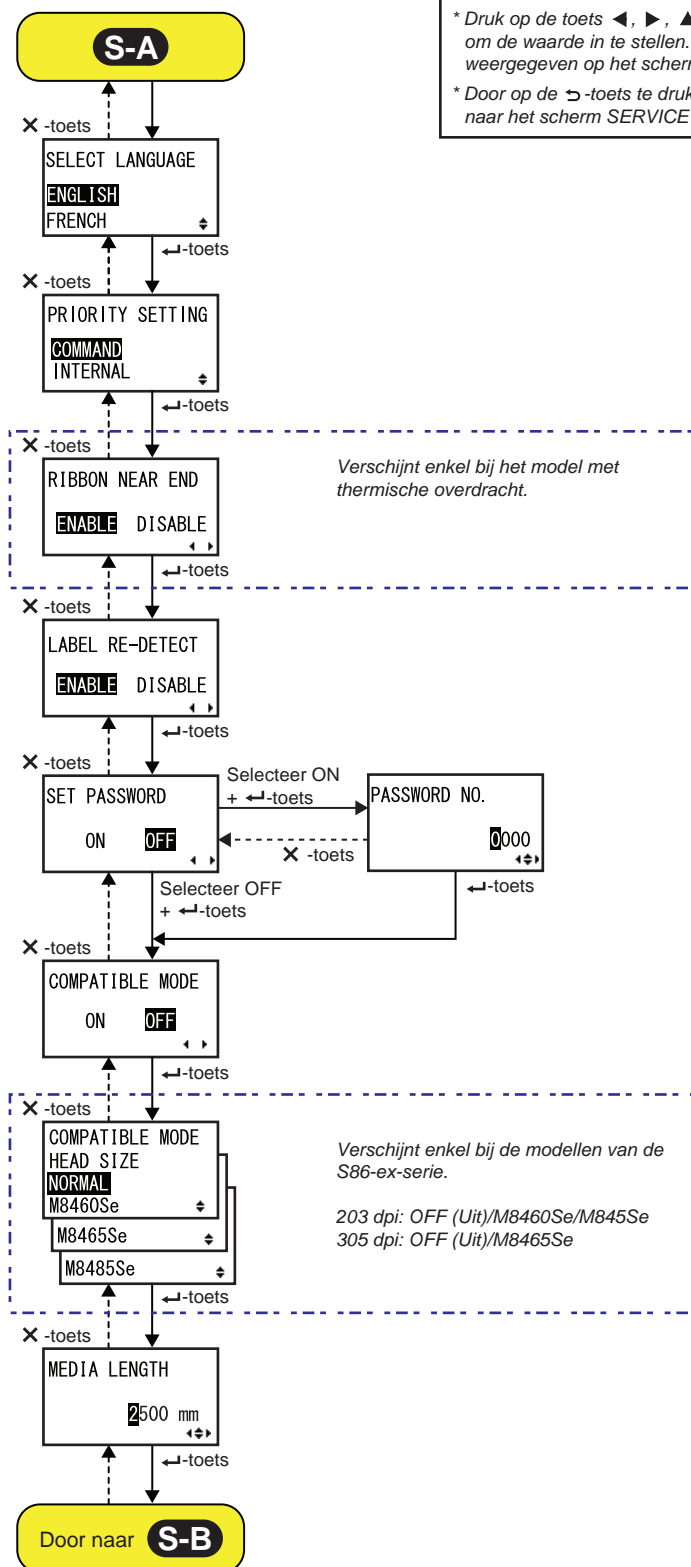 S-A
* Druk op de toets ◀, ▶, ▲
om de waarde in te stellen.
weergegeven op het
* Door op de ⮌-toets te
naar het scherm SERVICE
✕ -toets
SELECT LANGUAGE
ENGLISH
FRENCH
↵-toets
✕ -toets
PRIORITY SETTING
COMMAND
INTERNAL
↵-toets
✕ -toets
RIBBON NEAR END
ENABLE DISABLE
Verschijnt enkel bij het model met
thermische overdracht.
↵-toets
✕ -toets
LABEL RE-DETECT
ENABLE DISABLE
↵-toets
✕ -toets
SET PASSWORD
ON OFF
Selecteer ON
+ ↵-toets
✕ -toets
PASSWORD NO.
0000
↵-toets
Selecteer OFF
+ ↵-toets
✕ -toets
COMPATIBLE MODE
ON OFF
↵-toets
✕ -toets
COMPATIBLE MODE
HEAD SIZE
NORMAL
M8460Se
M8465Se
M8485Se
Verschijnt enkel bij de modellen van de
S86-ex-serie.
203 dpi: OFF (Uit)/M8460Se/M845Se
305 dpi: OFF (Uit)/M8465Se
↵-toets
✕ -toets
MEDIA LENGTH
2500 mm
↵-toets
Door naar S-B